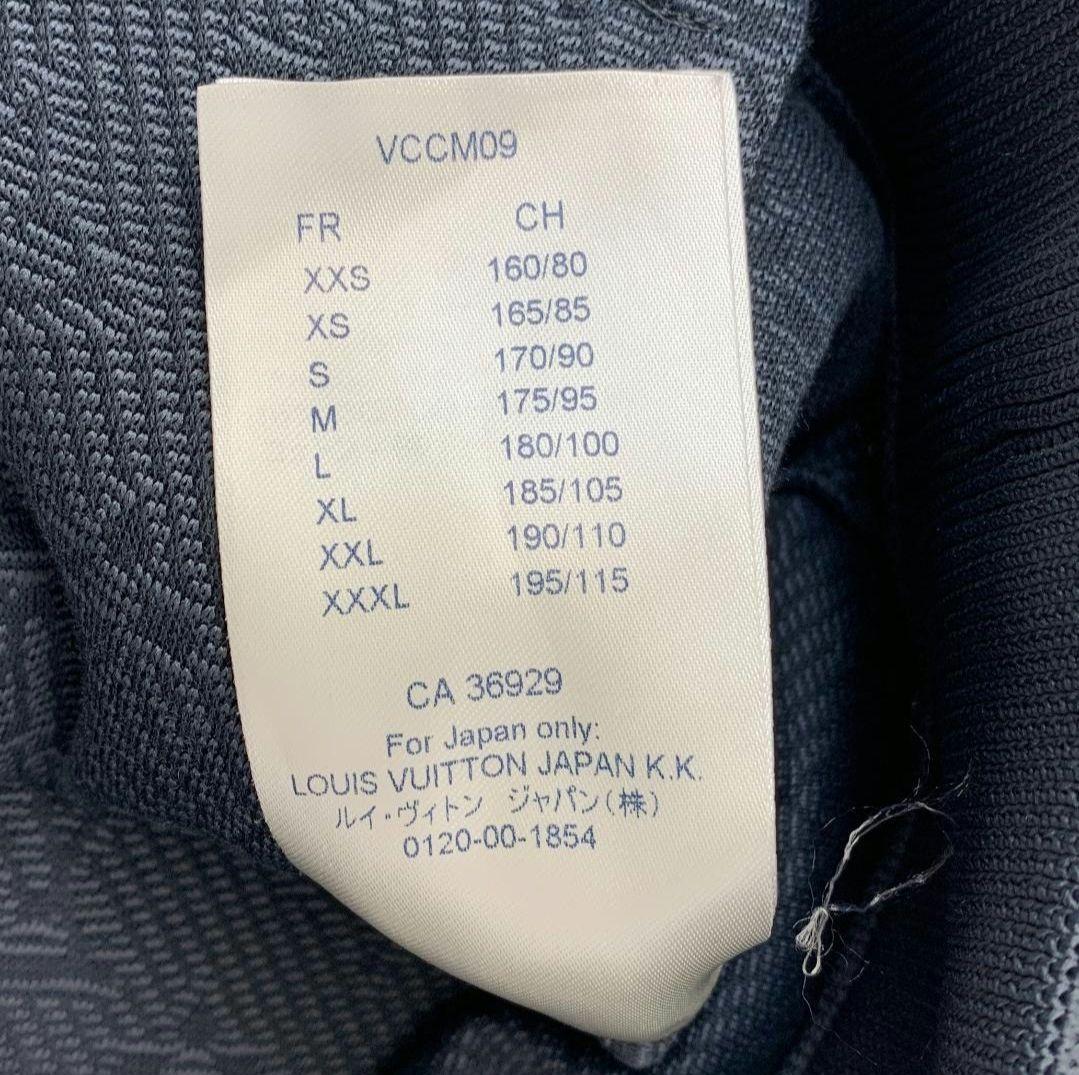 VCCM09
FR CH
XXS 160/80
XS 165/85
S 170/90
M 175/95
L 180/100
XL 185/105
XXL 190/110
XXXL 195/115
CA 36929
For Japan only:
LOUIS VUITTON JAPAN K.K.
ルイ・ヴィトン ジャパン(株)
0120-00-1854